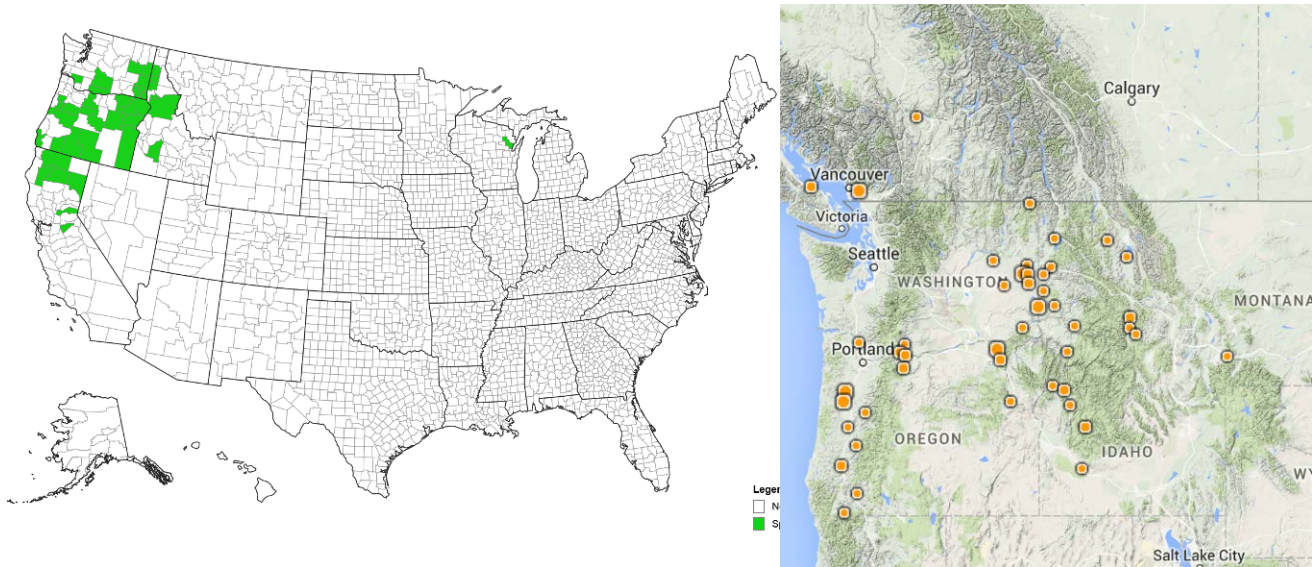 Calgary
Vancouver
Victoria
Seattle
WASHINGTON
MONTANA
Portland
OREGON
IDAHO
WY
Salt Lake City
Legen
N
Sp